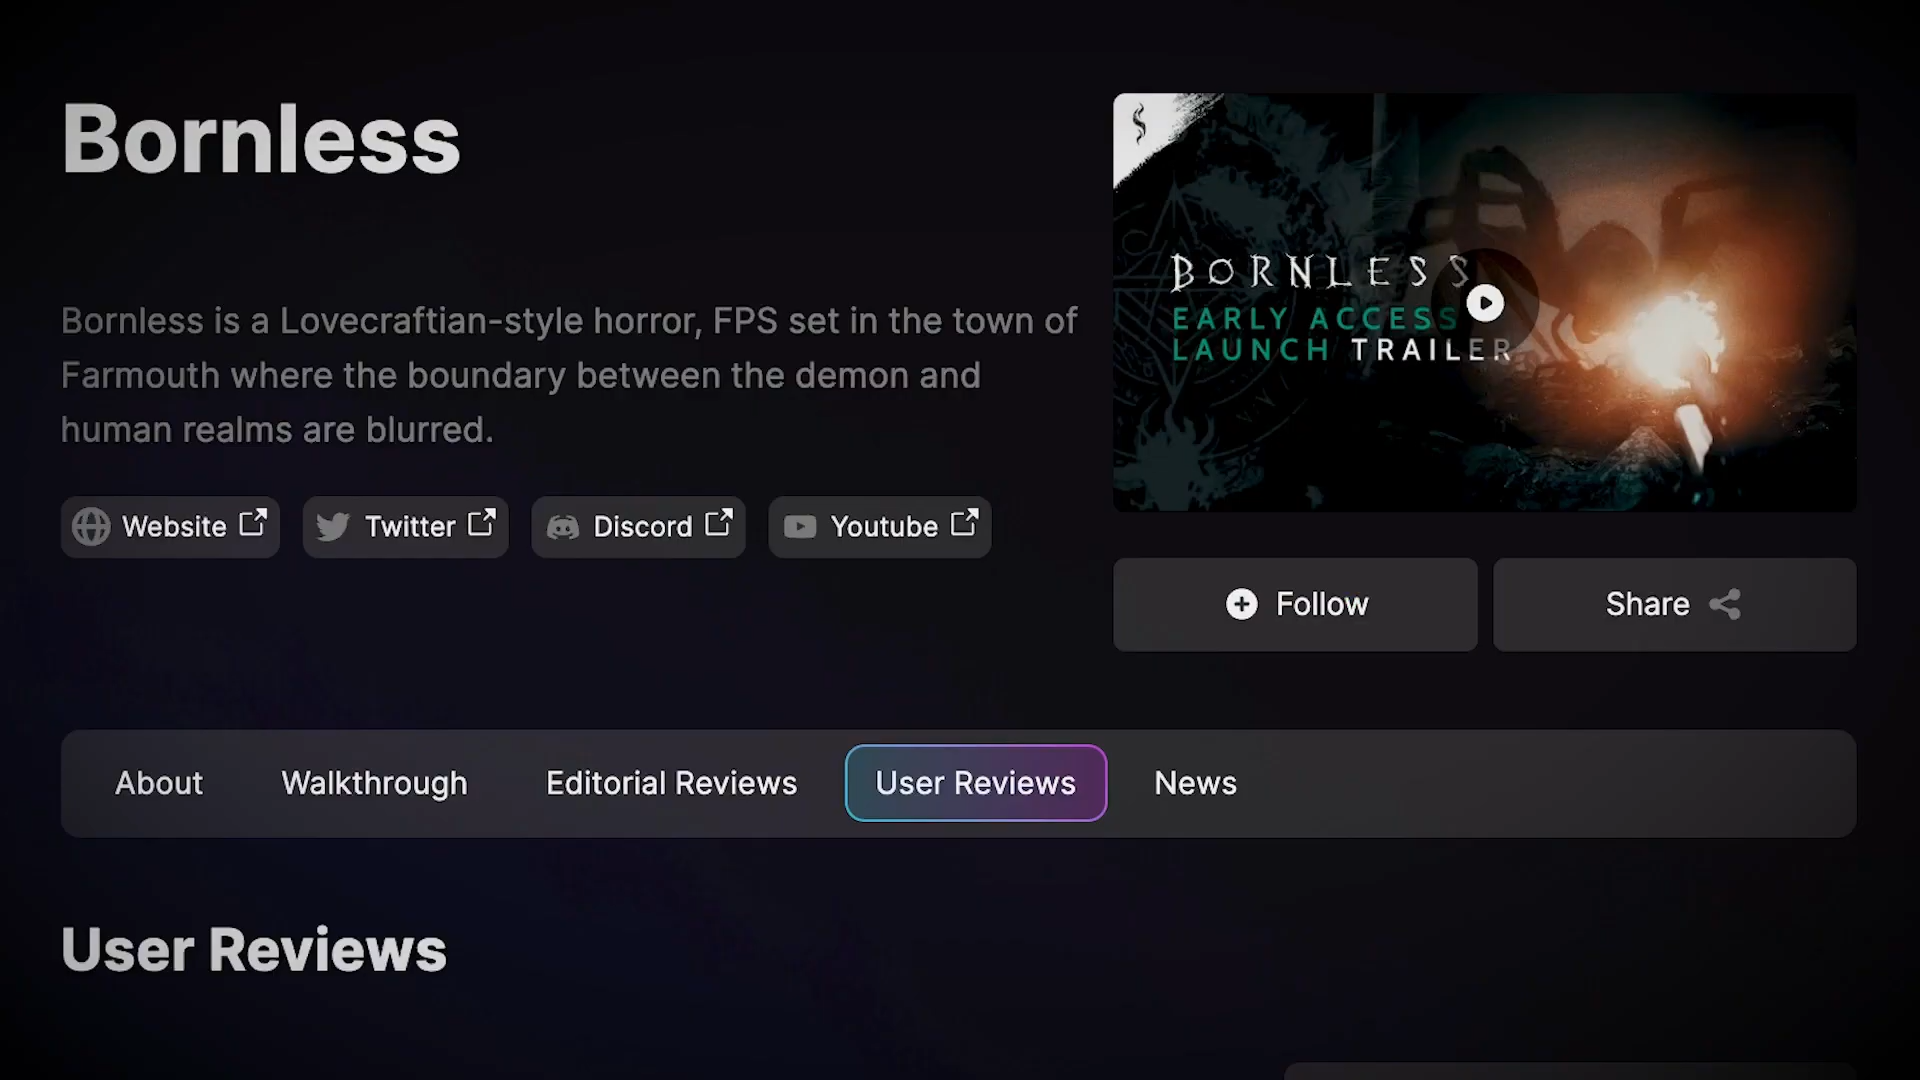 Bornless
Bornless is a Lovecraftian-style horror, FPS set in the town of
Farmouth where the boundary between the demon and
human realms are blurred.
Website
Twitter
Discord
Youtube
BORNLESS
EARLY ACCESS
LAUNCH TRAILER
Follow
Share
About
Walkthrough
Editorial Reviews
User Reviews
News
User Reviews